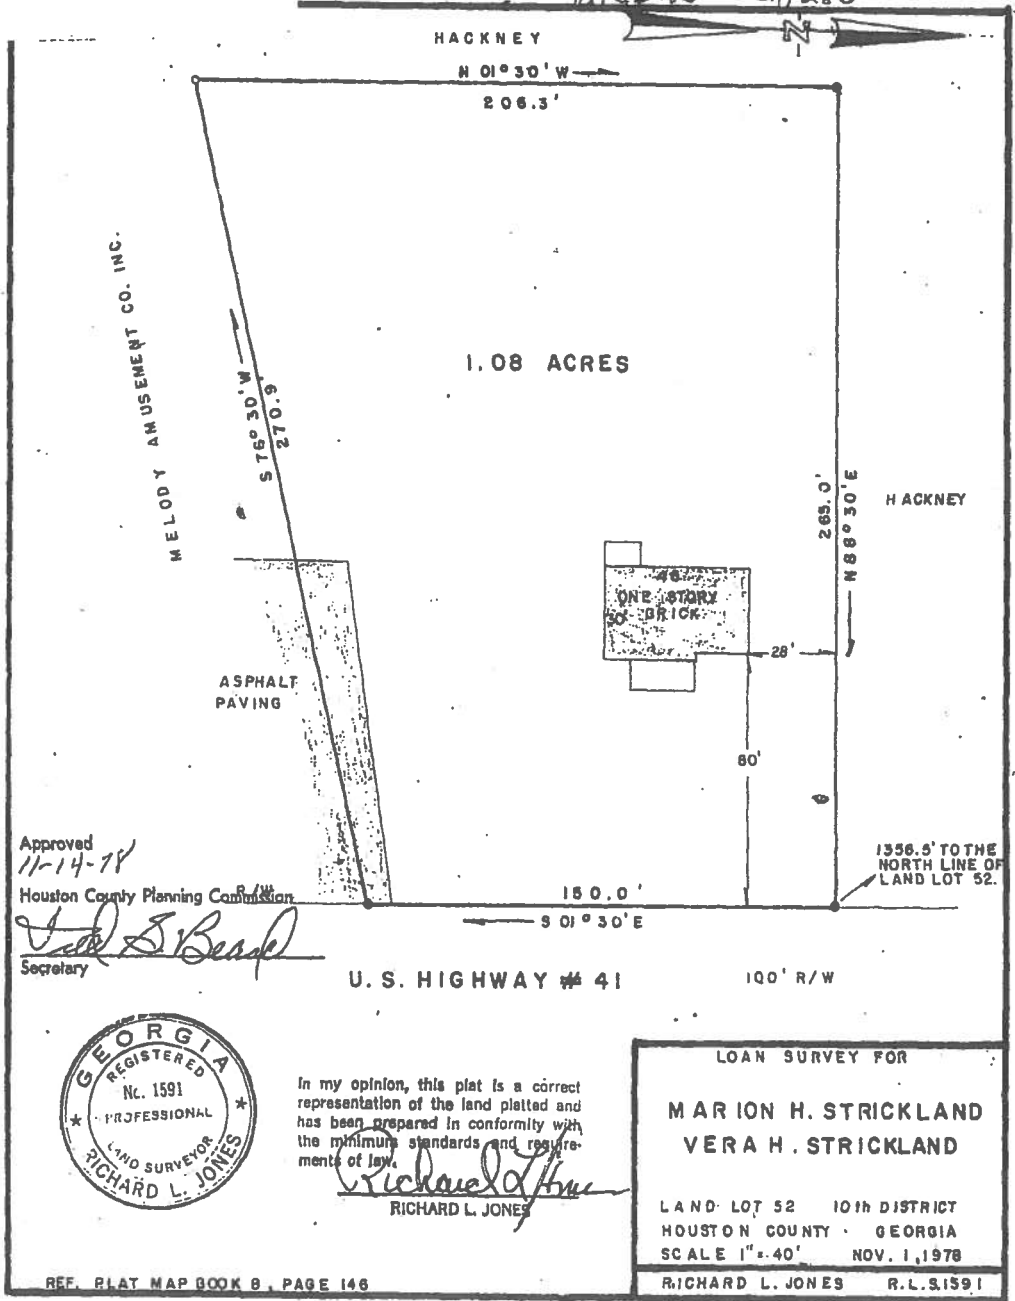 N
HACKNEY
N 01° 30' W
206.3'
MELODY AMUSEMENT CO. INC.
1.08 ACRES
S 76° 30' W
270.9'
265.0'
N 88° 30' E
HACKNEY
46'
ONE STORY
30' BRICK
28'
ASPHALT
PAVING
80'
Approved
11-14-78
Houston County Planning Commission
R/W
150.0'
S 01° 30' E
1356.5' TO THE
NORTH LINE OF
LAND LOT 52.
Secretary
U.S. HIGHWAY # 41
100' R/W
GEORGIA
REGISTERED
No. 1591
PROFESSIONAL
LAND SURVEYOR
RICHARD L. JONES
In my opinion, this plat is a correct
representation of the land platted and
has been prepared in conformity with
the minimum standards and require-
ments of law.
Richard L. Jones
RICHARD L. JONES
LOAN SURVEY FOR
MARION H. STRICKLAND
VERA H. STRICKLAND
LAND LOT 52 10th DISTRICT
HOUSTON COUNTY · GEORGIA
SCALE 1" = 40' NOV. 1, 1978
RICHARD L. JONES R.L.S. 1591
REF. PLAT MAP BOOK 8, PAGE 146